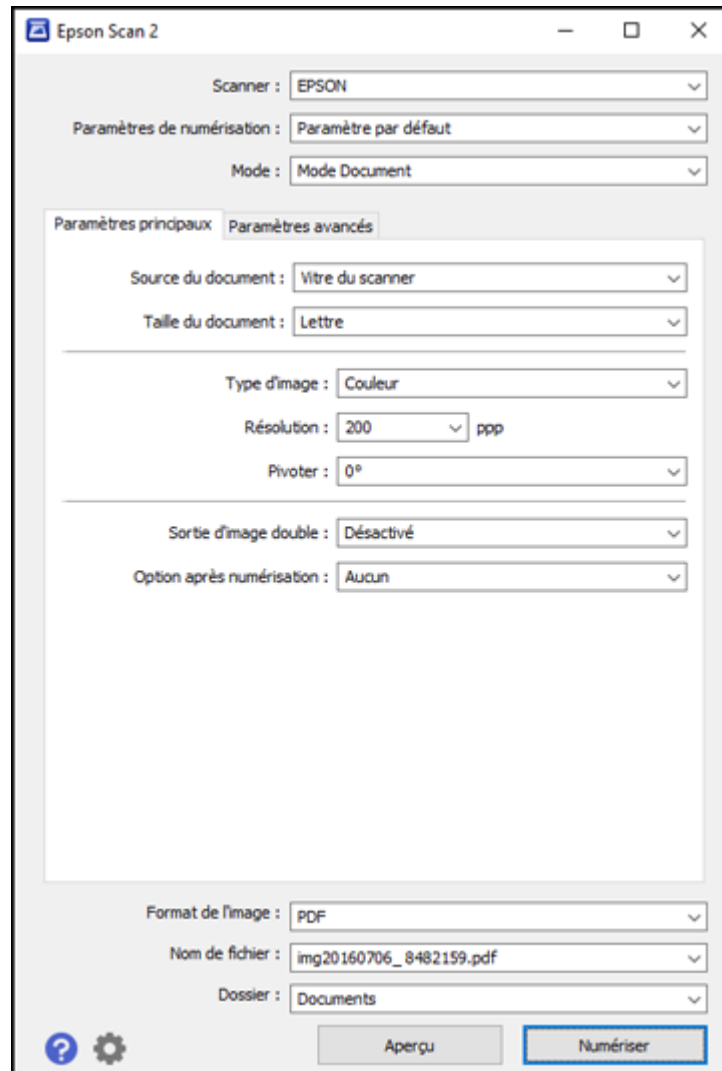 Epson Scan 2
Scanner : EPSON
Paramètres de numérisation : Paramètre par défaut
Mode : Mode Document
Paramètres principaux Paramètres avancés
Source du document : Vitre du scanner
Taille du document : Lettre
Type d'image : Couleur
Résolution : 200 ppp
Pivoter : 0°
Sortie d'image double : Désactivé
Option après numérisation : Aucun
Format de l'image : PDF
Nom de fichier : img20160706_8482159.pdf
Dossier : Documents
? Aperçu Numériser